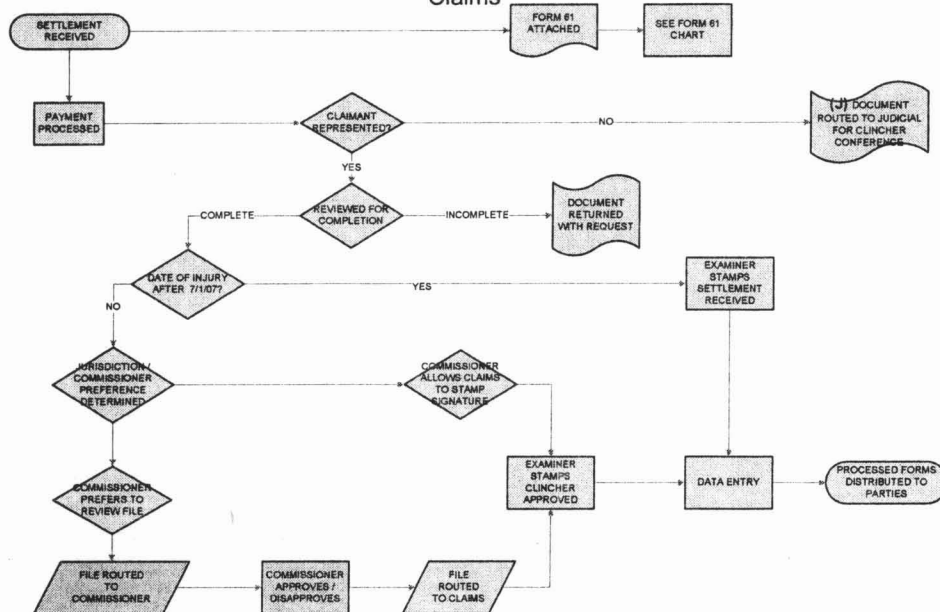 Claims
SETTLEMENT
RECEIVED
FORM 61
ATTACHED
SEE FORM 61
CHART
PAYMENT
PROCESSED
CLAIMANT
REPRESENTED?
NO
(J) DOCUMENT
ROUTED TO JUDICIAL
FOR CLINCHER
CONFERENCE
YES
COMPLETE
REVIEWED FOR
COMPLETION
INCOMPLETE
DOCUMENT
RETURNED
WITH REQUEST
DATE OF INJURY
AFTER 7/1/07?
YES
EXAMINER
STAMPS
SETTLEMENT
RECEIVED
NO
JURISDICTION /
COMMISSIONER
PREFERENCE
DETERMINED
COMMISSIONER
ALLOWS CLAIMS
TO STAMP
SIGNATURE
COMMISSIONER
PREFERS TO
REVIEW FILE
EXAMINER
STAMPS
CLINCHER
APPROVED
DATA ENTRY
PROCESSED FORMS
DISTRIBUTED TO
PARTIES
FILE ROUTED
TO
COMMISSIONER
COMMISSIONER
APPROVES /
DISAPPROVES
FILE
ROUTED
TO CLAIMS